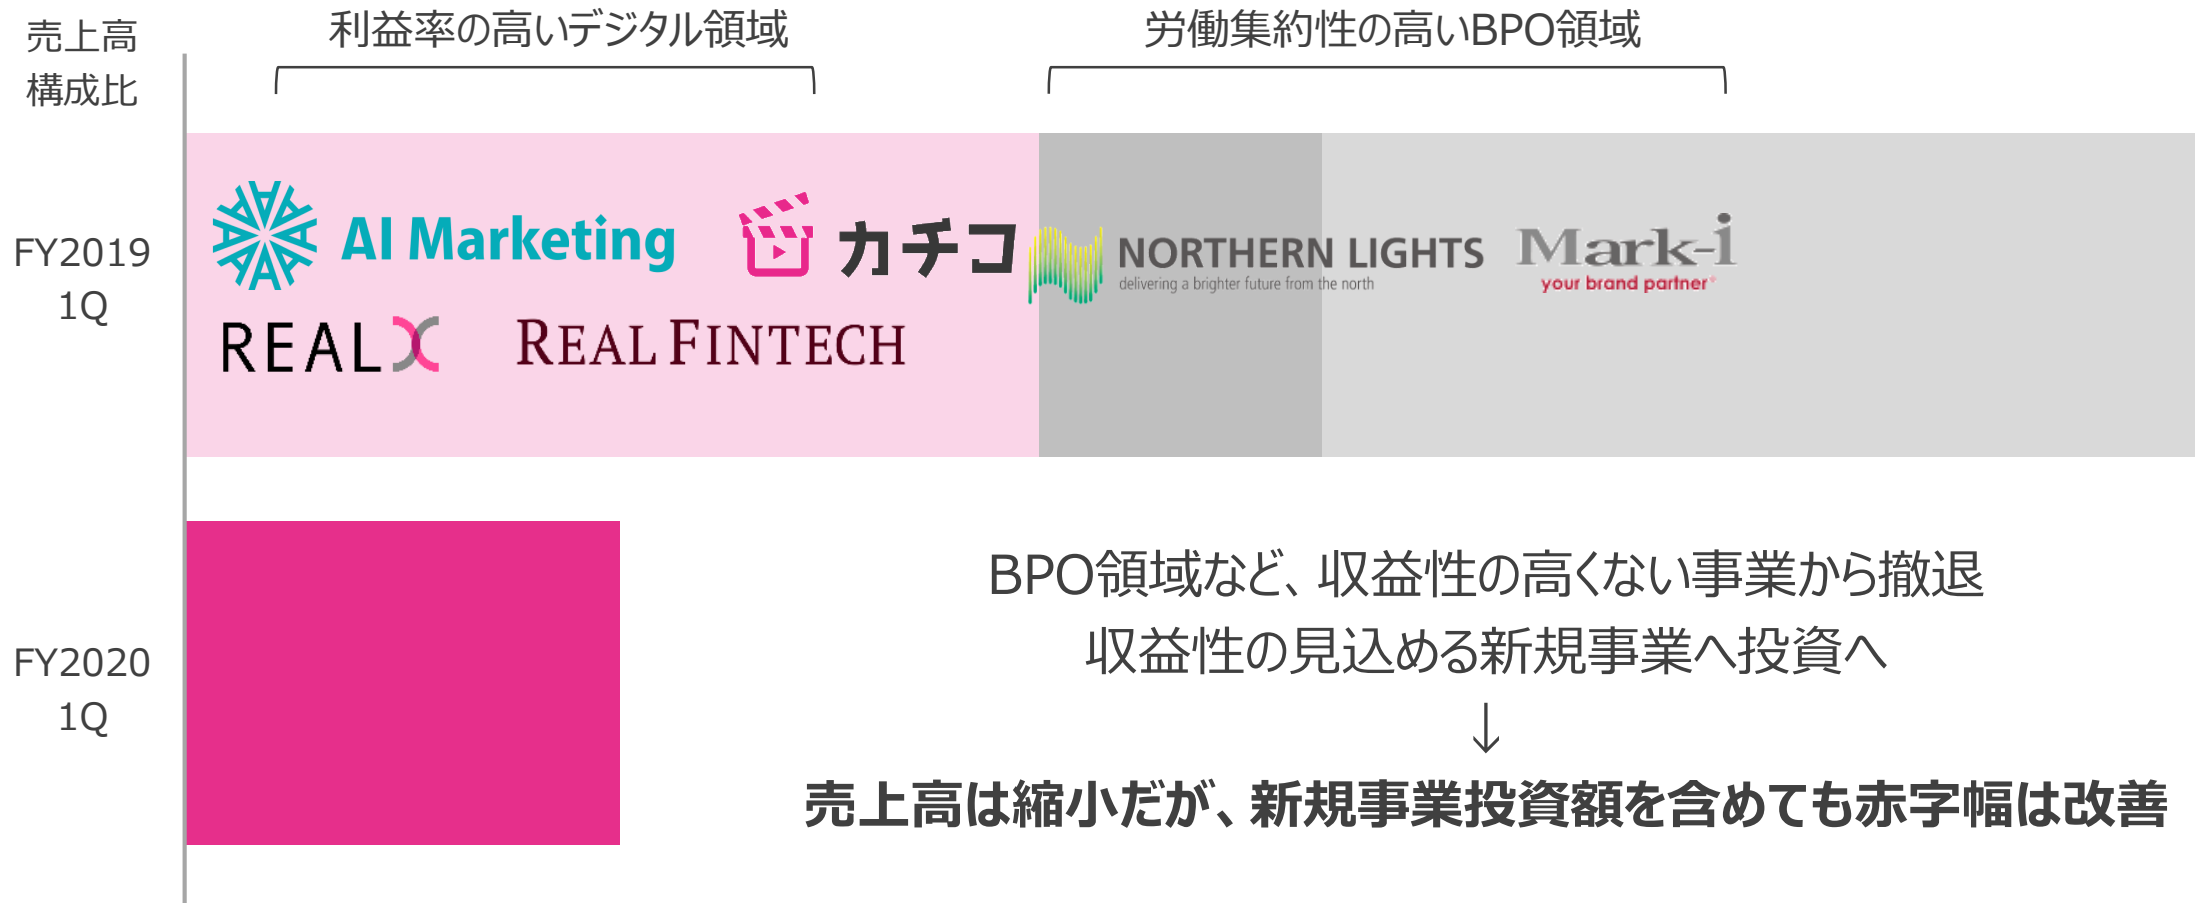 売上高
構成比
利益率の高いデジタル領域
労働集約性の高いBPO領域
FY2019
1Q
AI Marketing
カチコ
NORTHERN LIGHTS
delivering a brighter future from the north
Mark-i
your brand partner
REALX
REAL FINTECH
FY2020
1Q
BPO領域など、収益性の高くない事業から撤退
収益性の見込める新規事業へ投資へ
↓
売上高は縮小だが、新規事業投資額を含めても赤字幅は改善